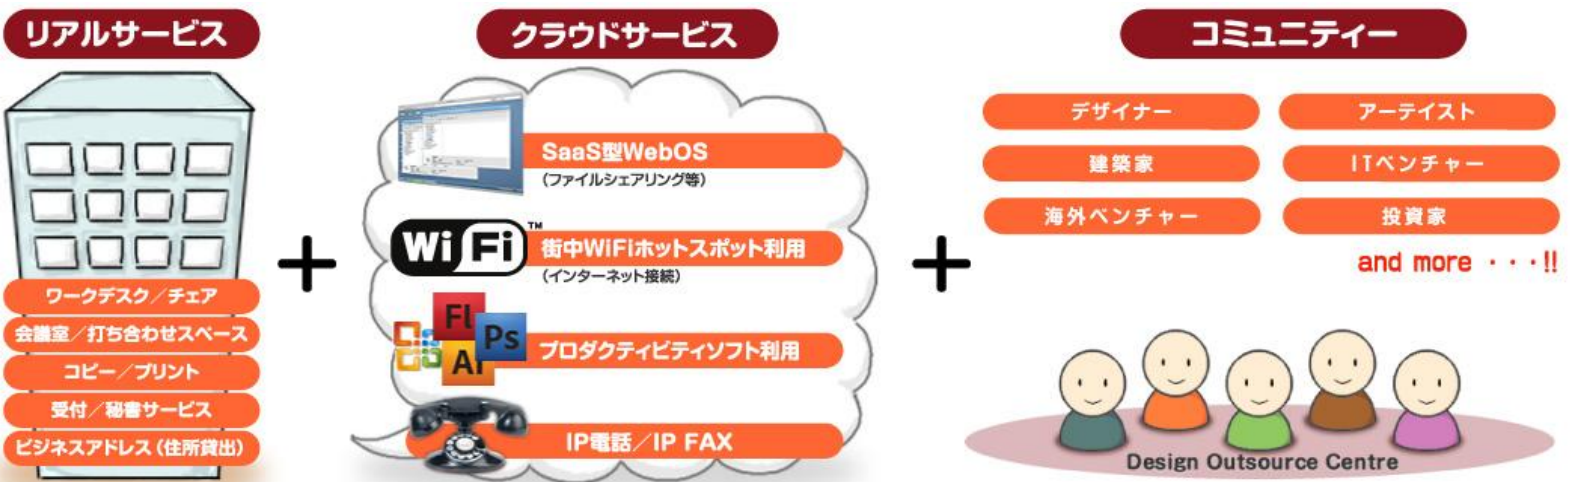 リアルサービス
ワークデスク／チェア
会議室／打ち合わせスペース
コピー／プリント
受付／秘書サービス
ビジネスアドレス（住所貸出）
クラウドサービス
SaaS型WebOS
（ファイルシェアリング等）
Wi Fi TM
街中WiFiホットスポット利用
（インターネット接続）
Fl
Ps
Ai
プロダクティビティソフト利用
IP電話／IP FAX
コミュニティー
デザイナー
アーテイスト
建築家
ITベンチャー
海外ベンチャー
投資家
and more ・・・!!
Design Outsource Centre